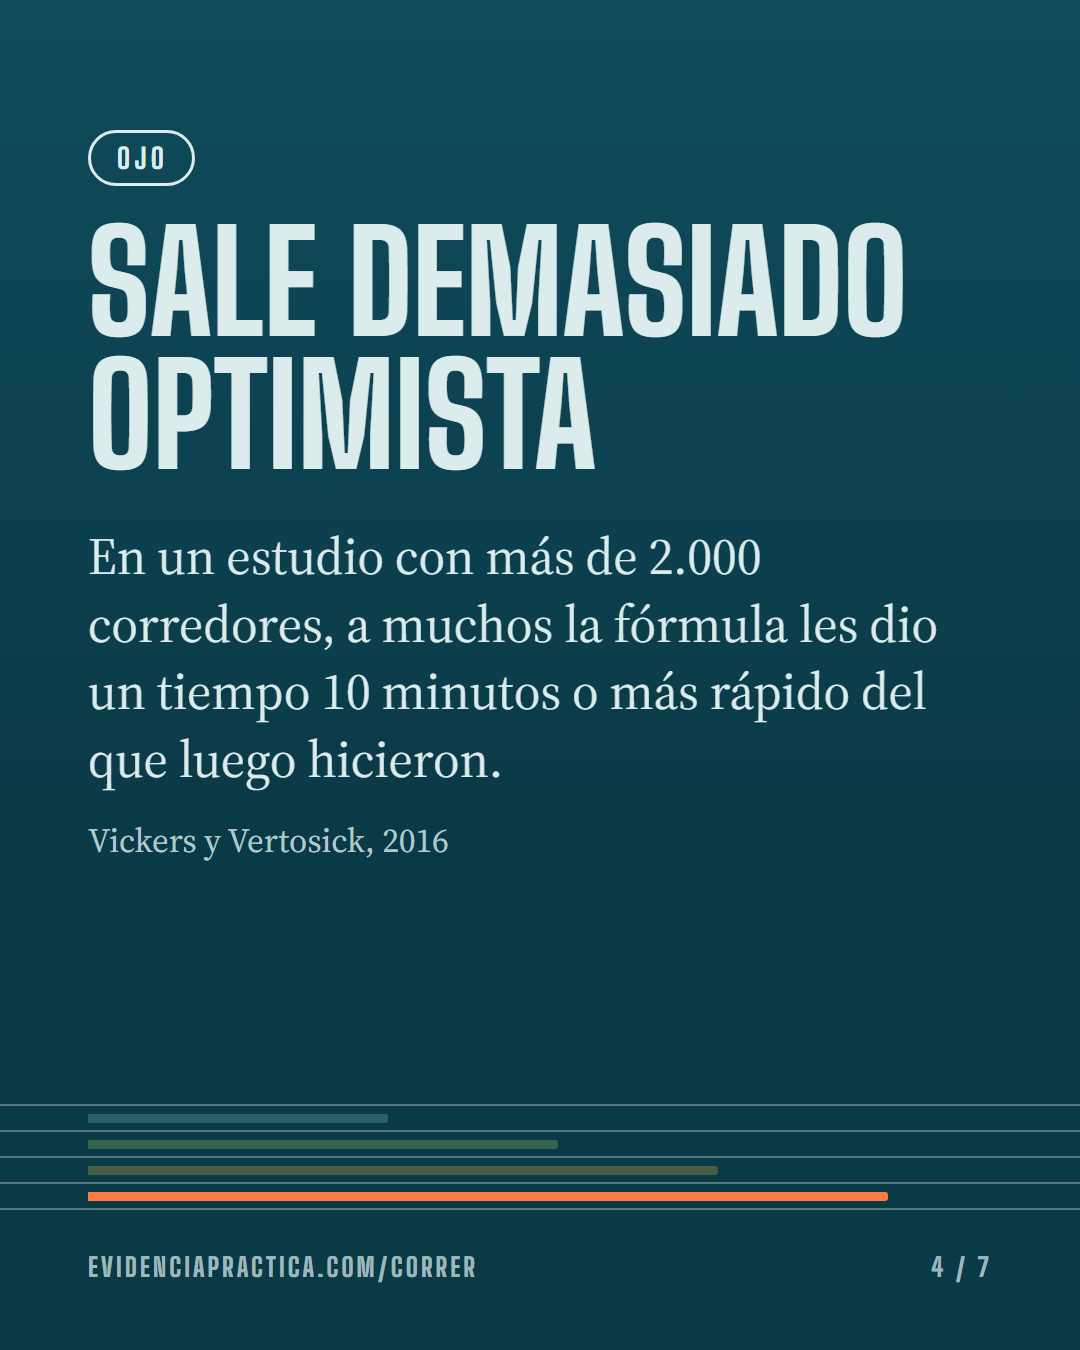 OJO
SALE DEMASIADO
OPTIMISTA
En un estudio con más de 2.000
corredores, a muchos la fórmula les dio
un tiempo 10 minutos o más rápido del
que luego hicieron.
Vickers y Vertosick, 2016
EVIDENCIAPRACTICA.COM/CORRER
4 / 7